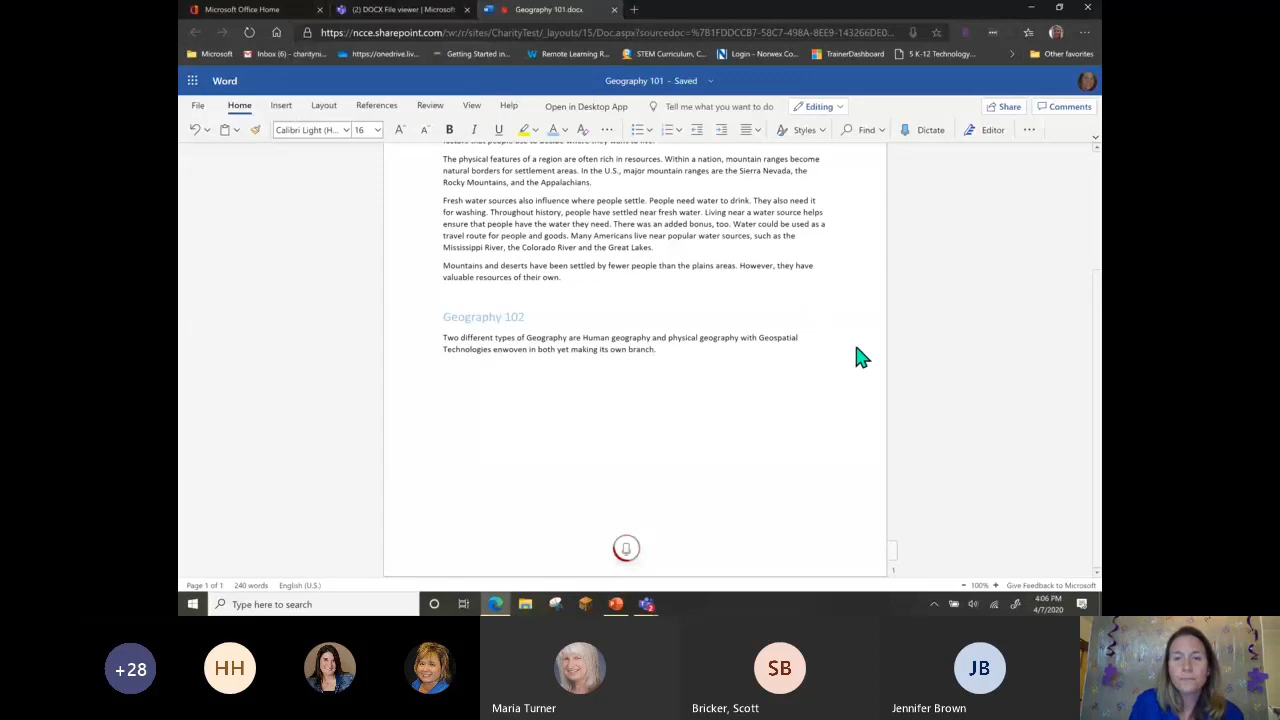 Microsoft Office Home
(2) DOCX File viewer | Microsoft
Geography 101.docx
https://ncce.sharepoint.com/:w:/r/sites/CharityTest/_layouts/15/Doc.aspx?sourcedoc=%7B1FDDCCB7-58C7-498A-8EE9-143266DE0...
Microsoft
Inbox (6) – charityni...
https://onedrive.liv...
Getting Started in...
Remote Learning R...
STEM Curriculum, C...
Login - Norwex Co...
TrainerDashboard
5 K-12 Technology...
Other favorites
Word
Geography 101 - Saved
File
Home
Insert
Layout
References
Review
View
Help
Open in Desktop App
Tell me what you want to do
Editing
Share
Comments
Calibri Light (H...
16
B
I
U
Styles
Find
Dictate
Editor
The physical features of a region are often rich in resources. Within a nation, mountain ranges become
natural borders for settlement areas. In the U.S., major mountain ranges are the Sierra Nevada, the
Rocky Mountains, and the Appalachians.
Fresh water sources also influence where people settle. People need water to drink. They also need it
for washing. Throughout history, people have settled near fresh water. Living near a water source helps
ensure that people have the water they need. There was an added bonus, too. Water could be used as a
travel route for people and goods. Many Americans live near popular water sources, such as the
Mississippi River, the Colorado River and the Great Lakes.
Mountains and deserts have been settled by fewer people than the plains areas. However, they have
valuable resources of their own.
Geography 102
Two different types of Geography are Human geography and physical geography with Geospatial
Technologies enwoven in both yet making its own branch.
1
Page 1 of 1
240 words
English (U.S.)
100%
Give Feedback to Microsoft
Type here to search
4:06 PM
4/7/2020
+28
HH
SB
JB
Maria Turner
Bricker, Scott
Jennifer Brown